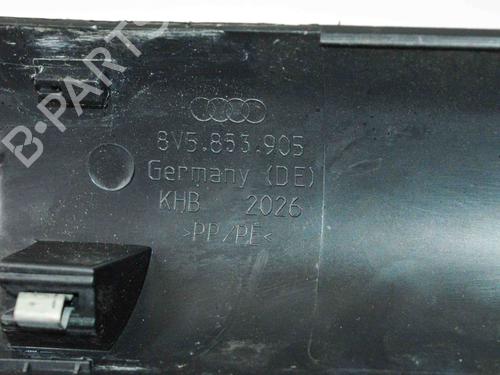 B-PARTS
8V5.853.905
Germany (DE)
KHB 2026
>PP/PE<